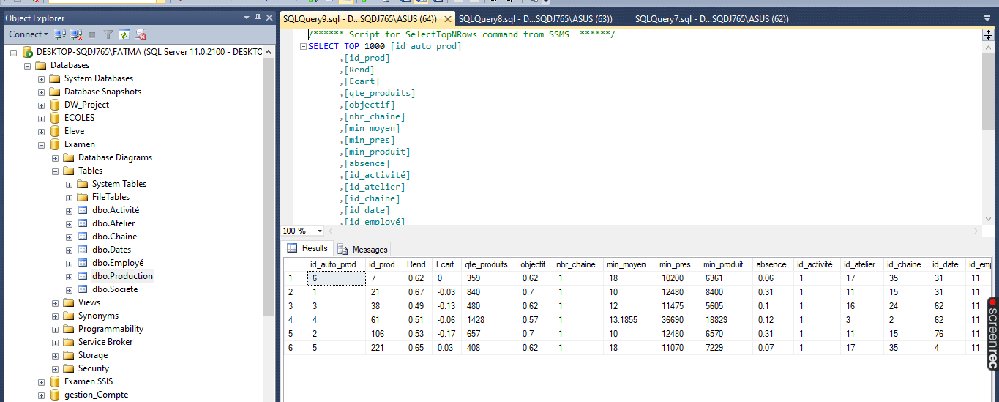 SQLQuery9.sql - D...SQDJ765\ASUS (64))
SQLQuery8.sql - D...SQDJ765\ASUS (63))
SQLQuery7.sql - D...SQDJ765\ASUS (62))
Object Explorer
Connect
DESKTOP-SQDJ765\FATMA (SQL Server 11.0.2100 - DESKTO
Databases
System Databases
Database Snapshots
DW_Project
ECOLES
Eleve
Examen
Database Diagrams
Tables
System Tables
FileTables
dbo.Activité
dbo.Atelier
dbo.Chaine
dbo.Dates
dbo.Employé
dbo.Production
dbo.Societe
Views
Synonyms
Programmability
Service Broker
Storage
Security
Examen SSIS
gestion_Compte
/****** Script for SelectTopNRows command from SSMS ******/
SELECT TOP 1000 [id_auto_prod]
,[id_prod]
,[Rend]
,[Ecart]
,[qte_produits]
,[objectif]
,[nbr_chaine]
,[min_moyen]
,[min_pres]
,[min_produit]
,[absence]
,[id_activité]
,[id_atelier]
,[id_chaine]
,[id_date]
,[id_employé]
100 %
Results Messages
id_auto_prod id_prod Rend Ecart qte_produits objectif nbr_chaine min_moyen min_pres min_produit absence id_activité id_atelier id_chaine id_date id_emp
1 6 7 0.62 0 359 0.62 1 18 10200 6361 0.06 1 17 35 31 11
2 1 21 0.67 -0.03 840 0.7 1 10 12480 8400 0.31 1 11 15 31 11
3 3 38 0.49 -0.13 480 0.62 1 12 11475 5605 0.1 1 16 24 62 11
4 4 61 0.51 -0.06 1428 0.57 1 13.1855 36690 18829 0.12 1 3 2 62 11
5 2 106 0.53 -0.17 657 0.7 1 10 12480 6570 0.31 1 11 15 76 11
6 5 221 0.65 0.03 408 0.62 1 18 11070 7229 0.07 1 17 35 4 11
screenrec